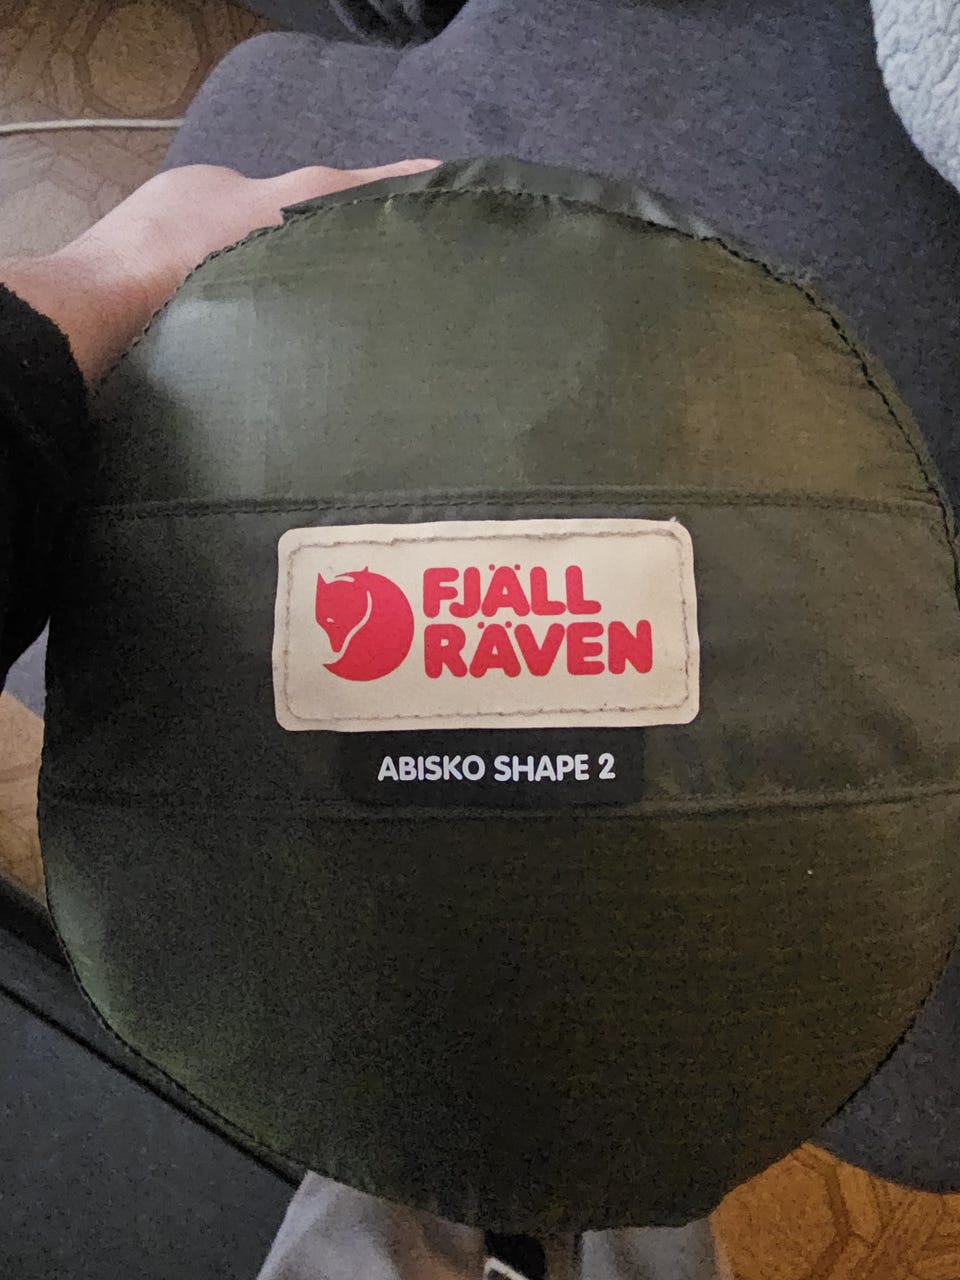 FJÄLL
RÄVEN
ABISKO SHAPE 2